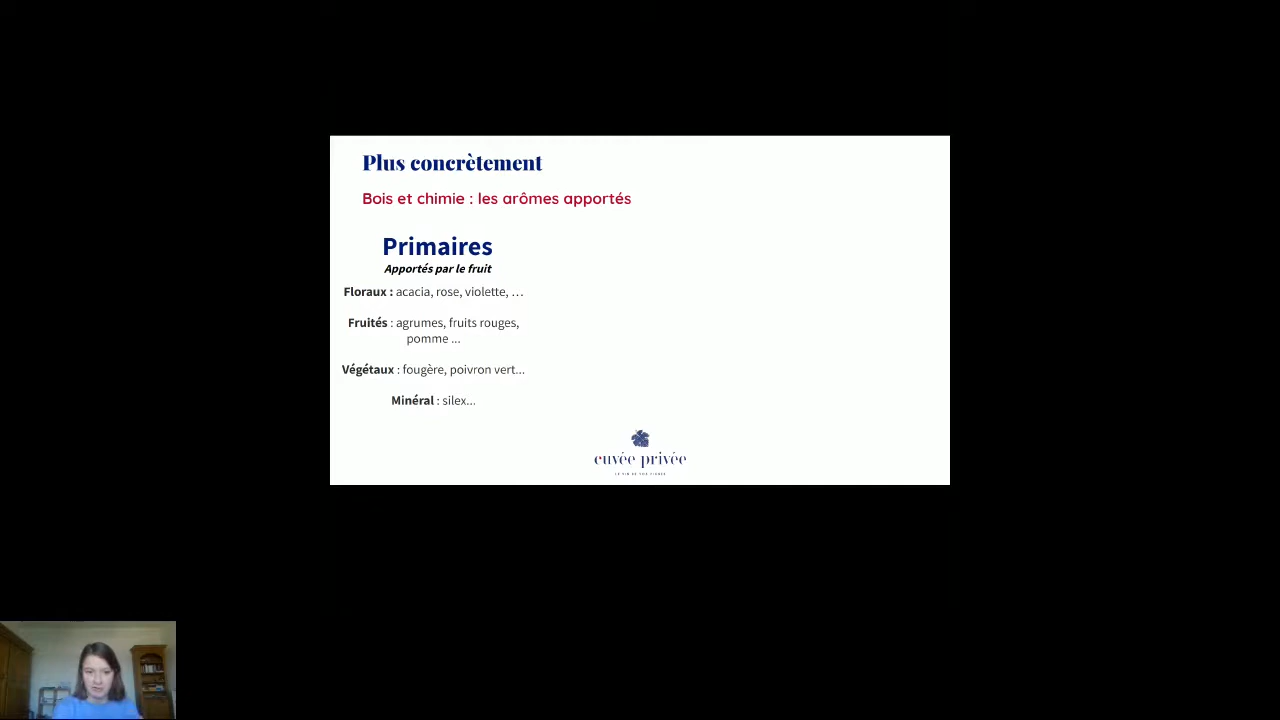 Plus concrètement
Bois et chimie : les arômes apportés
Primaires
Apportés par le fruit
Floraux : acacia, rose, violette, …
Fruités : agrumes, fruits rouges,
pomme ...
Végétaux : fougère, poivron vert...
Minéral : silex...
cuvée privée